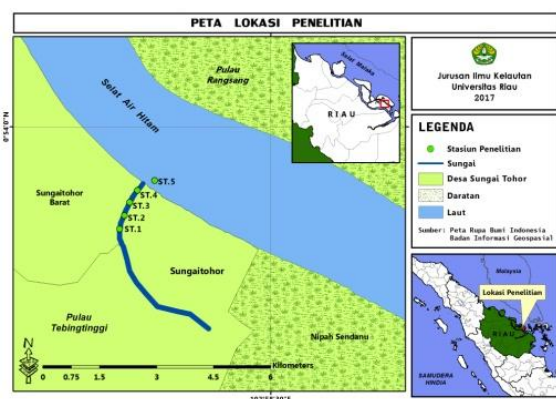 PETA LOKASI PENELITIAN
Pulau
Rangsang
Selat Air Hitam
0°54'0"N
Sungaitohor
Barat
ST.5
ST.4
ST.3
ST.2
ST.1
Sungaitohor
Pulau
Tebingtinggi
Nipah Sendanu
N
Kilometers
0 0.75 1.5 3 4.5 6
Selat Malaka
RIAU
Jurusan Ilmu Kelautan
Universitas Riau
2017
LEGENDA
Stasiun Penelitian
Sungai
Desa Sungai Tohor
Daratan
Laut
Sumber: Peta Rupa Bumi Indonesia
Badan Informasi Geospasial
Malaysia
Lokasi Penelitian
RIAU
SAMUDERA
HINDIA